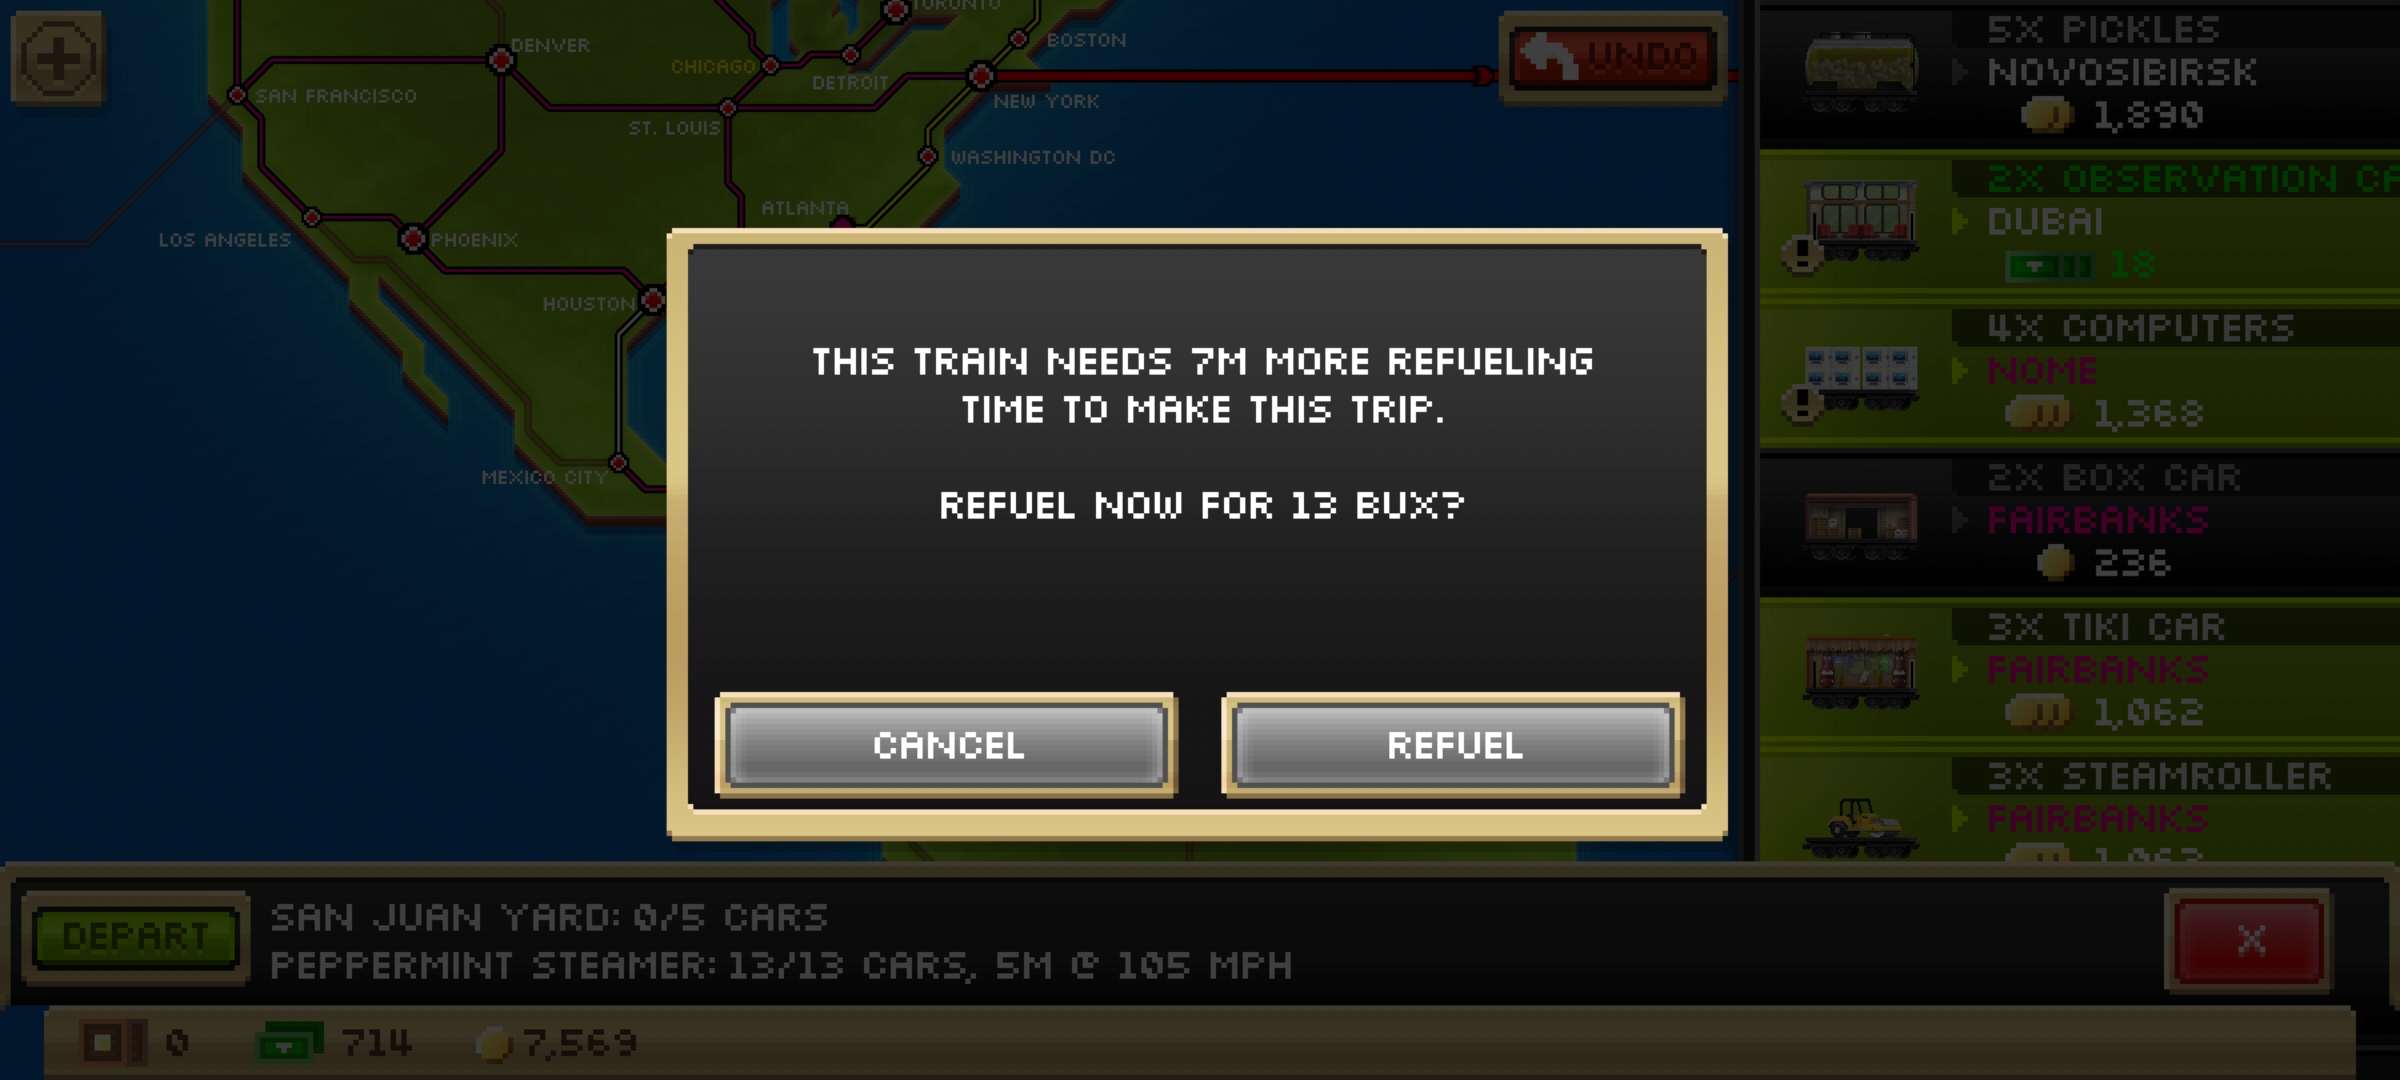 TORONTO
DENVER
BOSTON
CHICAGO
DETROIT
SAN FRANCISCO
NEW YORK
ST. LOUIS
WASHINGTON DC
ATLANTA
LOS ANGELES
PHOENIX
HOUSTON
MEXICO CITY
UNDO
5X PICKLES
NOVOSIBIRSK
1,890
2X OBSERVATION CA
DUBAI
18
4X COMPUTERS
NOME
1,368
2X BOX CAR
FAIRBANKS
236
3X TIKI CAR
FAIRBANKS
1,062
3X STEAMROLLER
FAIRBANKS
1,062
THIS TRAIN NEEDS 7M MORE REFUELING
TIME TO MAKE THIS TRIP.
REFUEL NOW FOR 13 BUX?
CANCEL
REFUEL
DEPART
SAN JUAN YARD: 0/5 CARS
PEPPERMINT STEAMER: 13/13 CARS, 5M @ 105 MPH
X
0
714
7,569